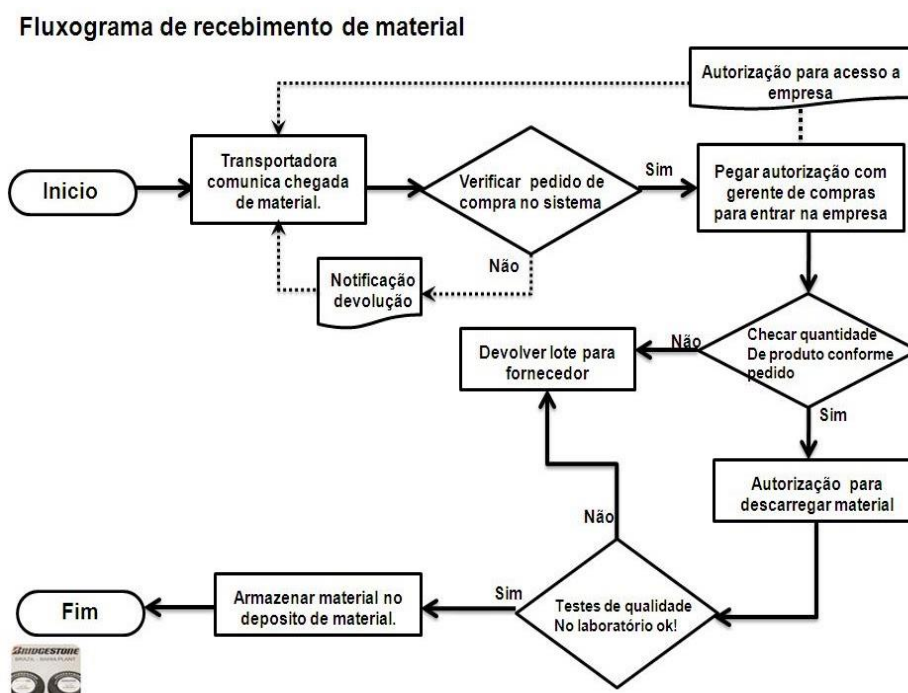 Fluxograma de recebimento de material
Autorização para acesso a
empresa
Inicio
Transportadora
comunica chegada
de material.
Verificar pedido de
compra no sistema
Sim
Pegar autorização com
gerente de compras
para entrar na empresa
Não
Notificação
devolução
Devolver lote para
fornecedor
Não
Checar quantidade
De produto conforme
pedido
Sim
Autorização para
descarregar material
Não
Fim
Armazenar material no
deposito de material.
Sim
Testes de qualidade
No laboratório ok!
BRIDGESTONE
BRAZIL - BAHIA PLANT